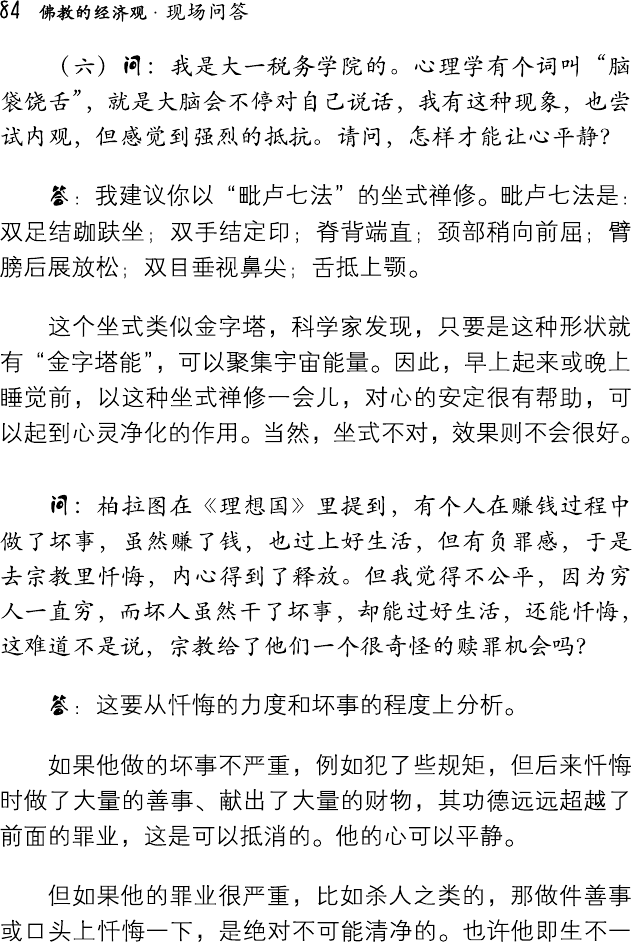 84 佛教的经济观·现场问答
（六）问：我是大一税务学院的。心理学有个词叫“脑
袋饶舌”，就是大脑会不停对自己说话，我有这种现象，也尝
试内观，但感觉到强烈的抵抗。请问，怎样才能让心平静？
答：我建议你以“毗卢七法”的坐式禅修。毗卢七法是：
双足结跏趺坐；双手结定印；脊背端直；颈部稍向前屈；臂
膀后展放松；双目垂视鼻尖；舌抵上颚。
这个坐式类似金字塔，科学家发现，只要是这种形状就
有“金字塔能”，可以聚集宇宙能量。因此，早上起来或晚上
睡觉前，以这种坐式禅修一会儿，对心的安定很有帮助，可
以起到心灵净化的作用。当然，坐式不对，效果则不会很好。
问：柏拉图在《理想国》里提到，有个人在赚钱过程中
做了坏事，虽然赚了钱，也过上好生活，但有负罪感，于是
去宗教里忏悔，内心得到了释放。但我觉得不公平，因为穷
人一直穷，而坏人虽然干了坏事，却能过好生活，还能忏悔，
这难道不是说，宗教给了他们一个很奇怪的赎罪机会吗？
答：这要从忏悔的力度和坏事的程度上分析。
如果他做的坏事不严重，例如犯了些规矩，但后来忏悔
时做了大量的善事、献出了大量的财物，其功德远远超越了
前面的罪业，这是可以抵消的。他的心可以平静。
但如果他的罪业很严重，比如杀人之类的，那做件善事
或口头上忏悔一下，是绝对不可能清净的。也许他即生不一